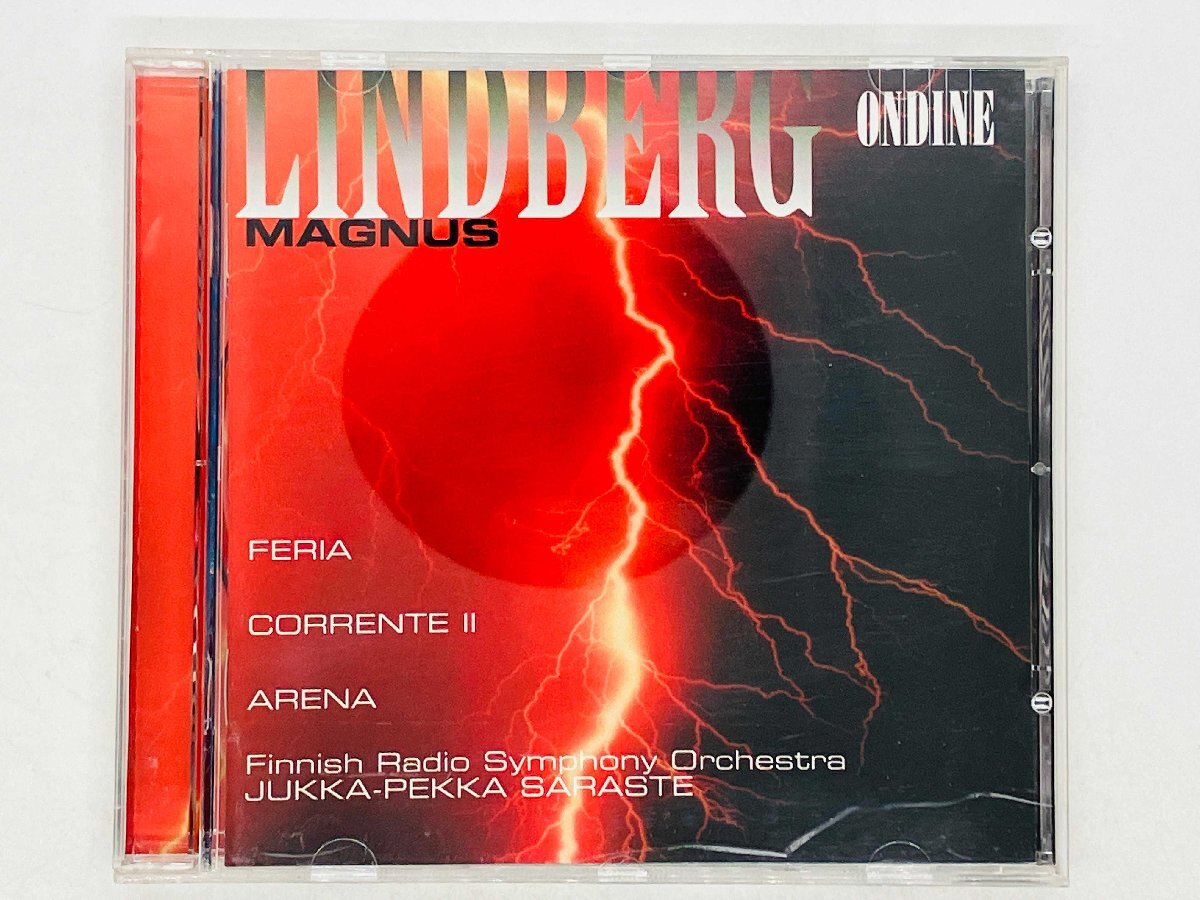 LINDBERG
ONDINE
MAGNUS
FERIA
CORRENTE II
ARENA
Finnish Radio Symphony Orchestra
JUKKA-PEKKA SARASTE